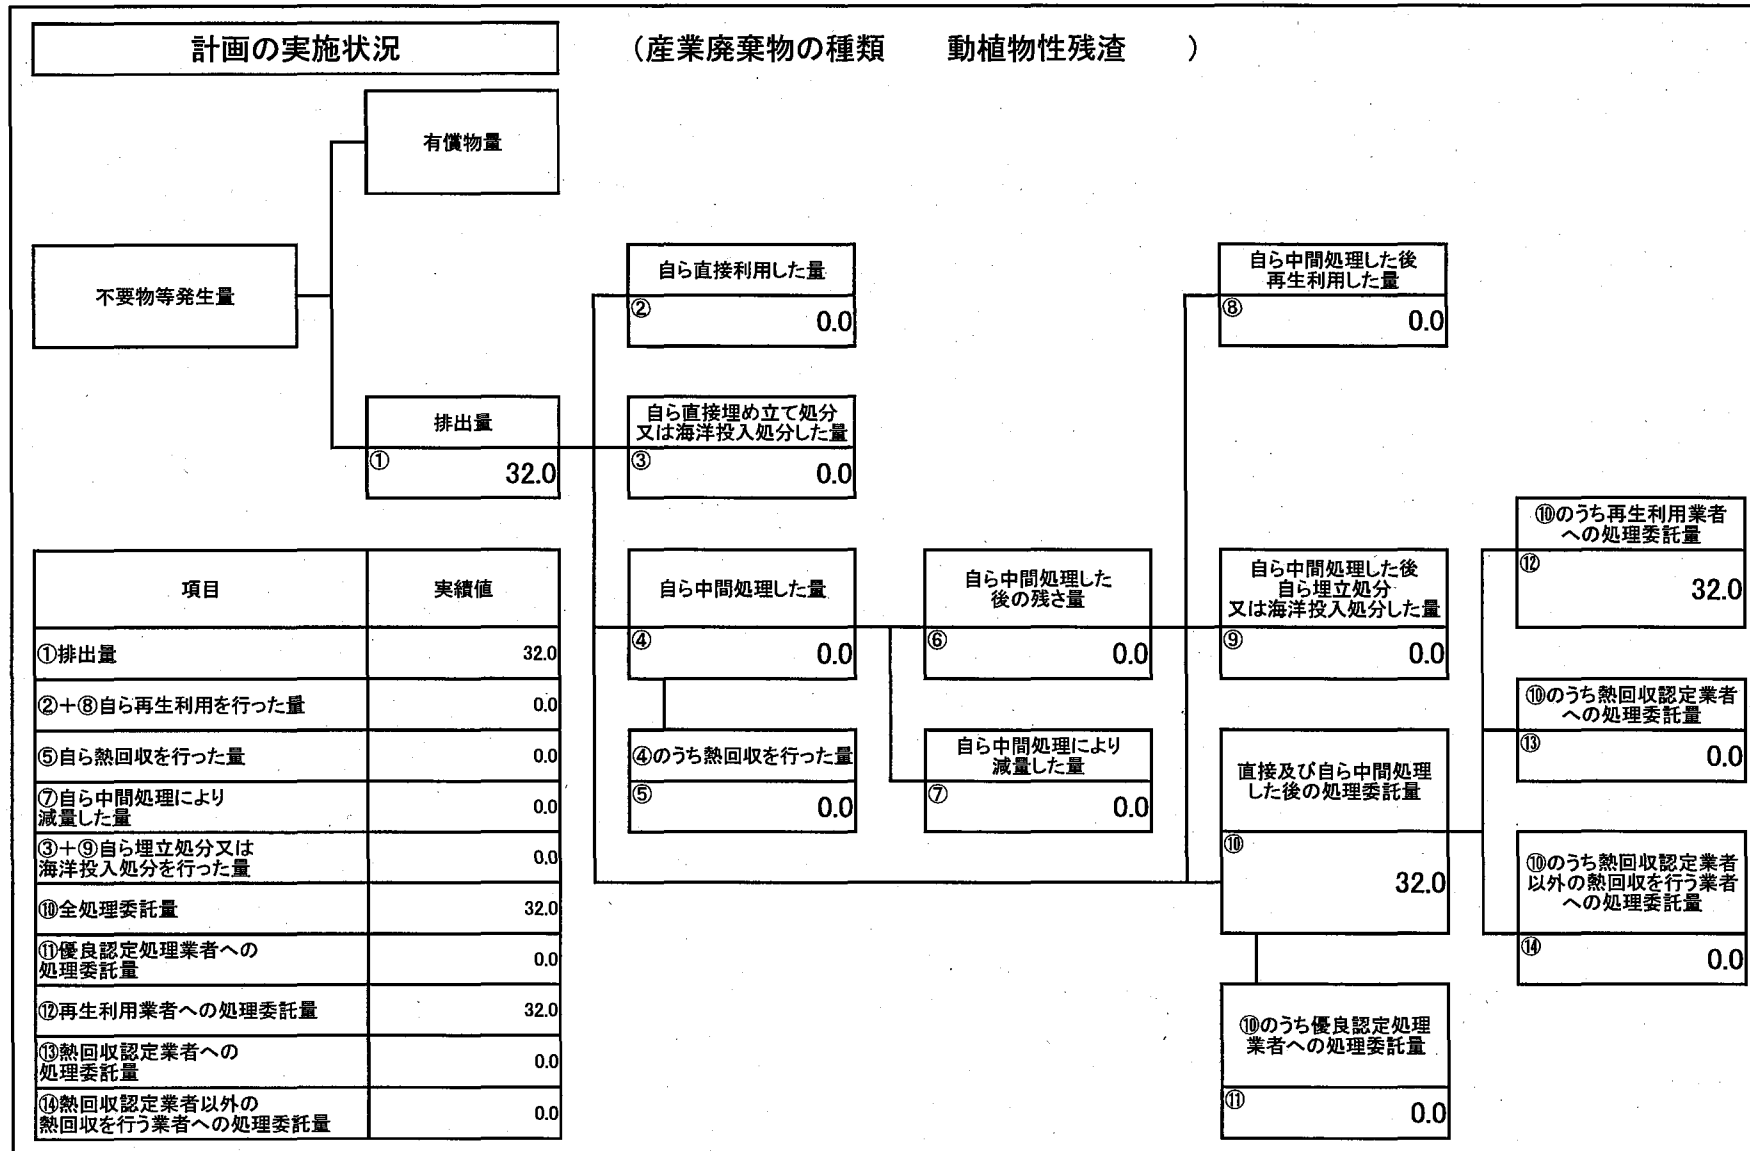 計画の実施状況
（産業廃棄物の種類　動植物性残渣　）
有償物量
不要物等発生量
排出量
①
32.0
自ら直接利用した量
②
0.0
自ら直接埋め立て処分
又は海洋投入処分した量
③
0.0
自ら中間処理した量
④
0.0
④のうち熱回収を行った量
⑤
0.0
自ら中間処理した
後の残さ量
⑥
0.0
自ら中間処理により
減量した量
⑦
0.0
自ら中間処理した後
再生利用した量
⑧
0.0
自ら中間処理した後
自ら埋立処分
又は海洋投入処分した量
⑨
0.0
直接及び自ら中間処理
した後の処理委託量
⑩
32.0
⑩のうち優良認定処理
業者への処理委託量
⑪
0.0
⑩のうち再生利用業者
への処理委託量
⑫
32.0
⑩のうち熱回収認定業者
への処理委託量
⑬
0.0
⑩のうち熱回収認定業者
以外の熱回収を行う業者
への処理委託量
⑭
0.0
項目　実績値
①排出量　32.0
②＋⑧自ら再生利用を行った量　0.0
⑤自ら熱回収を行った量　0.0
⑦自ら中間処理により
減量した量　0.0
③＋⑨自ら埋立処分又は
海洋投入処分を行った量　0.0
⑩全処理委託量　32.0
⑪優良認定処理業者への
処理委託量　0.0
⑫再生利用業者への処理委託量　32.0
⑬熱回収認定業者への
処理委託量　0.0
⑭熱回収認定業者以外の
熱回収を行う業者への処理委託量　0.0